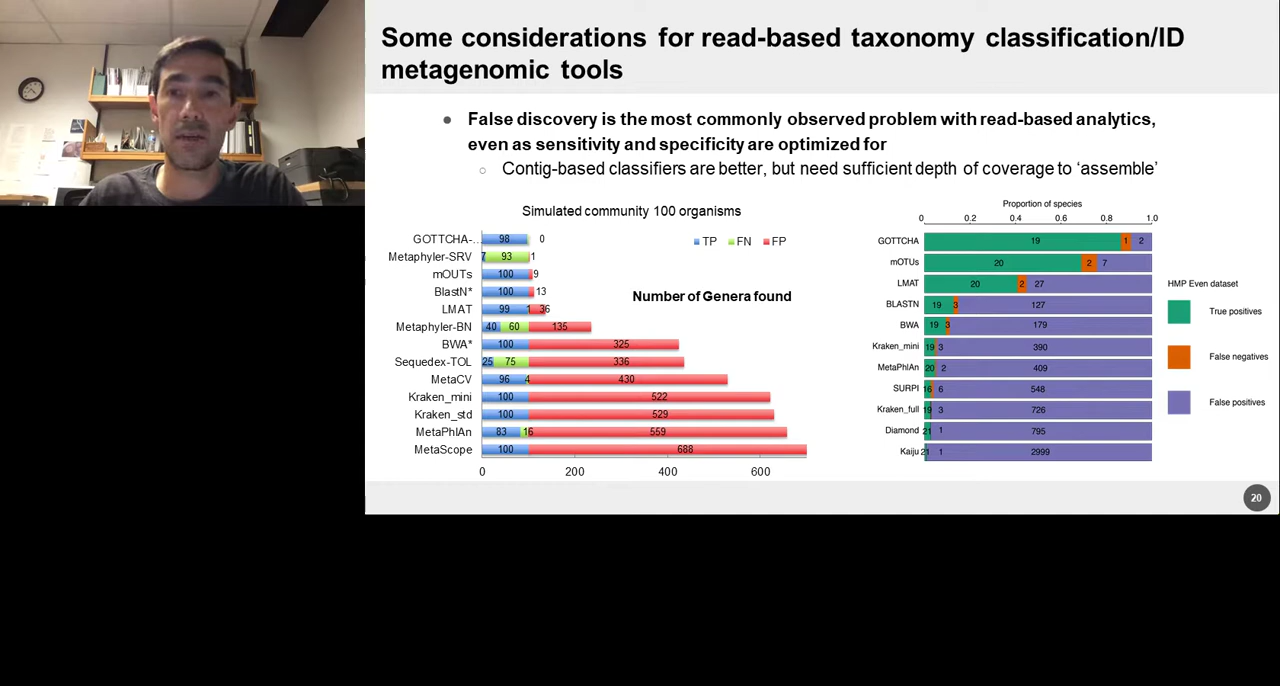 Some considerations for read-based taxonomy classification/ID
metagenomic tools
● False discovery is the most commonly observed problem with read-based analytics,
even as sensitivity and specificity are optimized for
○ Contig-based classifiers are better, but need sufficient depth of coverage to ‘assemble’
Simulated community 100 organisms
TP FN FP
GOTTCHA-... 98 0
Metaphyler-SRV 7 93 1
mOUTs 100 9
BlastN* 100 13
LMAT 99 1 36
Metaphyler-BN 40 60 135
BWA* 100 325
Sequedex-TOL 25 75 336
MetaCV 96 4 430
Kraken_mini 100 522
Kraken_std 100 529
MetaPhlAn 83 16 559
MetaScope 100 688
0 200 400 600
Number of Genera found
Proportion of species
0 0.2 0.4 0.6 0.8 1.0
GOTTCHA 19 1 2
mOTUs 20 2 7
LMAT 20 2 27
BLASTN 19 3 127
BWA 19 3 179
Kraken_mini 19 3 390
MetaPhlAn 20 2 409
SURPI 16 6 548
Kraken_full 19 3 726
Diamond 21 1 795
Kaiju 21 1 2999
HMP Even dataset
True positives
False negatives
False positives
20